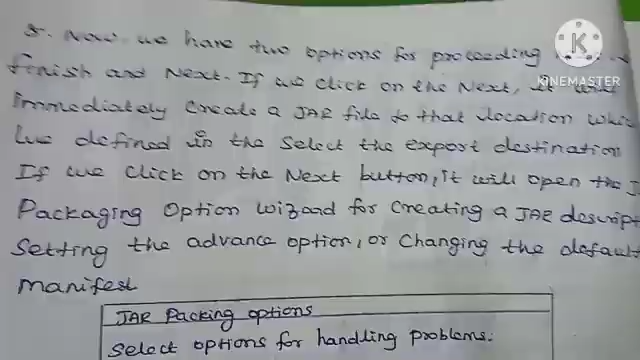 5. Now we have two options for proceeding
finish and Next. If we click on the Next, it will
immediately create a JAR file to that location which
we defined in the Select the export destination
If we click on the Next button, it will open the J
Packaging Option wizard for creating a JAR descript
Setting the advance option, or changing the default
manifest
JAR Packing options
Select options for handling problems.
K
KINEMASTER